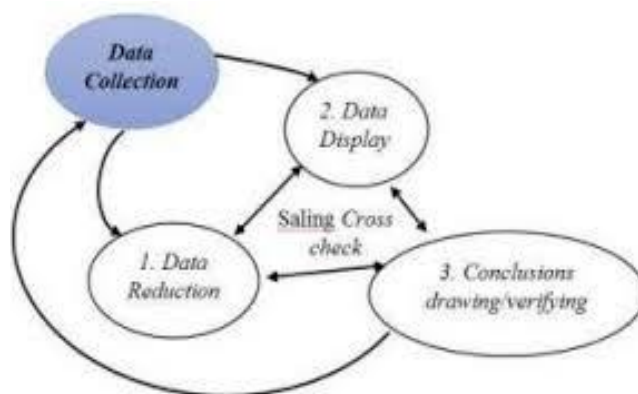 Data
Collection
2. Data
Display
Saling Cross
check
1. Data
Reduction
3. Conclusions
drawing/verifying